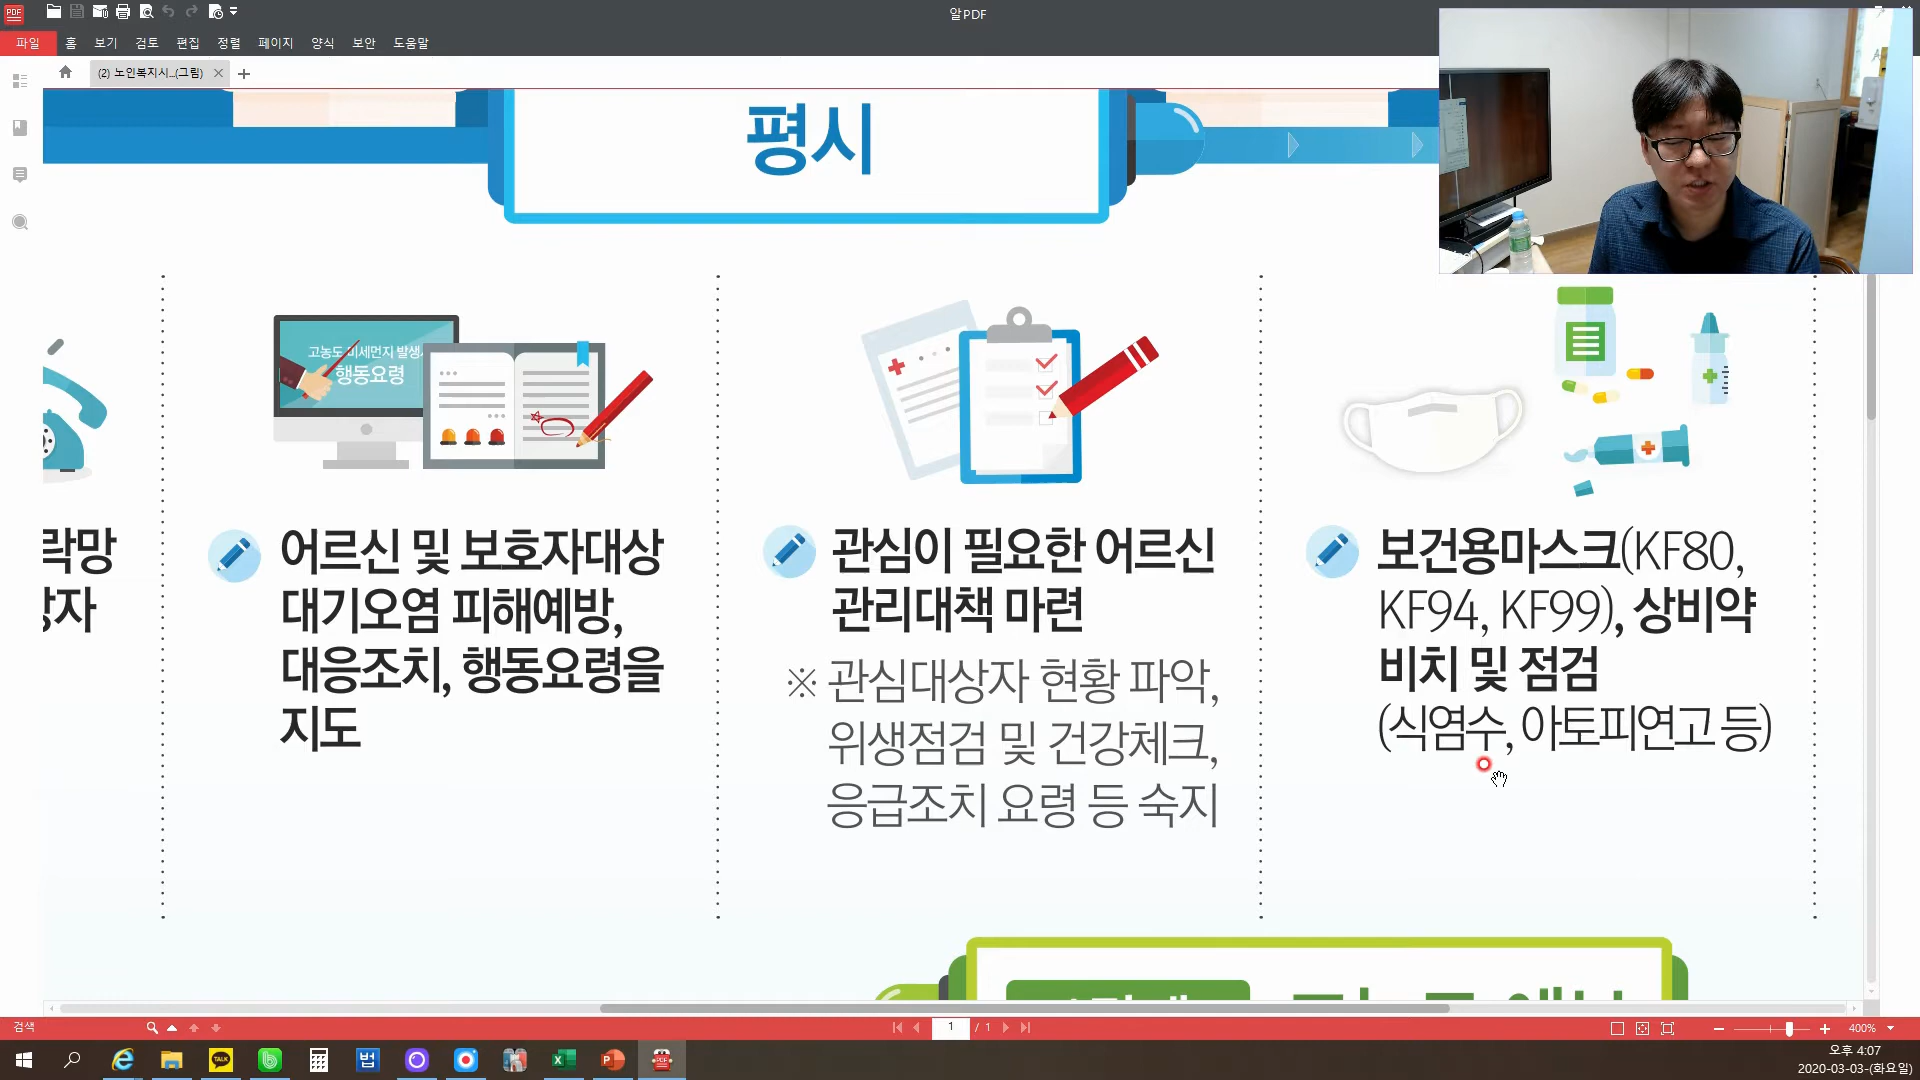 알PDF
파일 홈 보기 검토 편집 정렬 페이지 양식 보안 도움말
(2) 노인복지시...(그림)
평시
고농도 미세먼지 발생시
행동요령
락망
어르신 및 보호자대상
대기오염 피해예방,
대응조치, 행동요령을
지도
관심이 필요한 어르신
관리대책 마련
※ 관심대상자 현황 파악,
위생점검 및 건강체크,
응급조치 요령 등 숙지
보건용마스크(KF80,
KF94, KF99), 상비약
비치 및 점검
(식염수, 아토피연고 등)
검색
1 / 1
400%
TALK
법
오후 4:07
2020-03-03-(화요일)